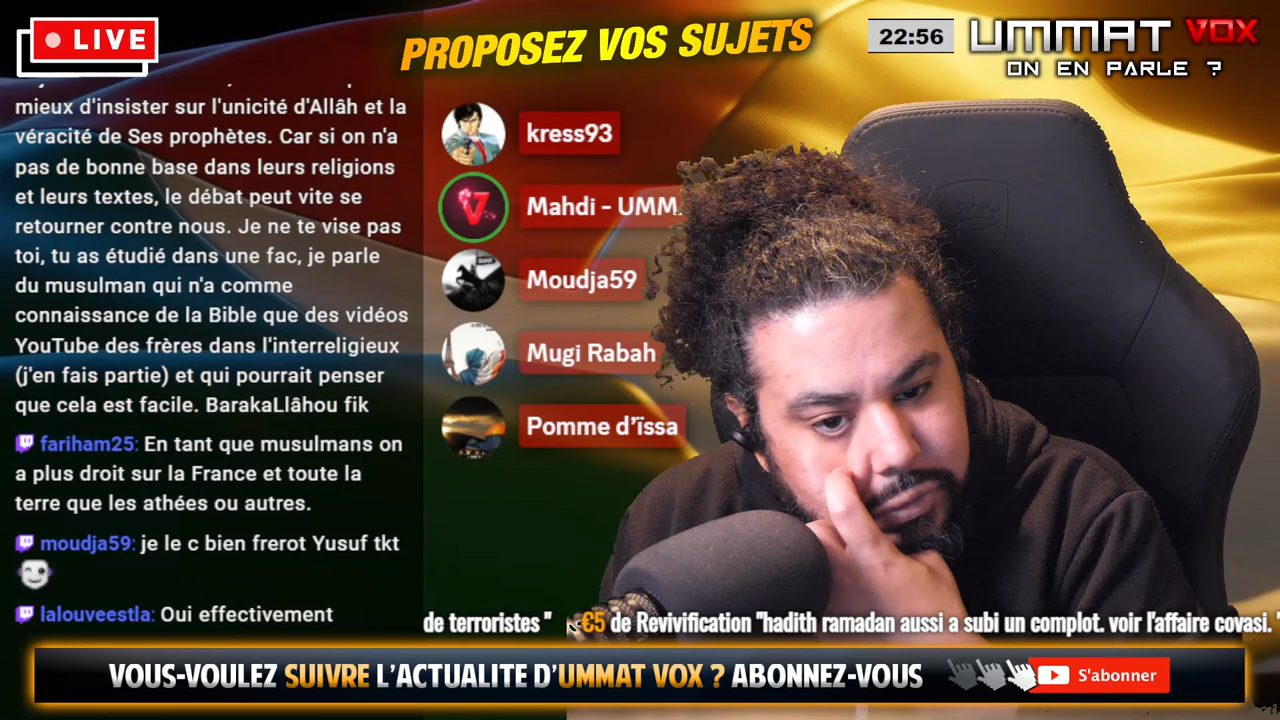 LIVE
PROPOSEZ VOS SUJETS
22:56
UMMAT VOX
ON EN PARLE ?
mieux d'insister sur l'unicité d'Allâh et la
véracité de Ses prophètes. Car si on n'a
pas de bonne base dans leurs religions
et leurs textes, le débat peut vite se
retourner contre nous. Je ne te vise pas
toi, tu as étudié dans une fac, je parle
du musulman qui n'a comme
connaissance de la Bible que des vidéos
YouTube des frères dans l'interreligieux
(j'en fais partie) et qui pourrait penser
que cela est facile. BarakaLlâhou fik
fariham25: En tant que musulmans on
a plus droit sur la France et toute la
terre que les athées ou autres.
moudja59: je le c bien frerot Yusuf tkt
lalouveestla: Oui effectivement
kress93
Mahdi - UMM
Moudja59
Mugi Rabah
Pomme d'ïssa
de terroristes " €5 de Revivification "hadith ramadan aussi a subi un complot. voir l'affaire covasi. "
VOUS-VOULEZ SUIVRE L'ACTUALITE D'UMMAT VOX ? ABONNEZ-VOUS
S'abonner